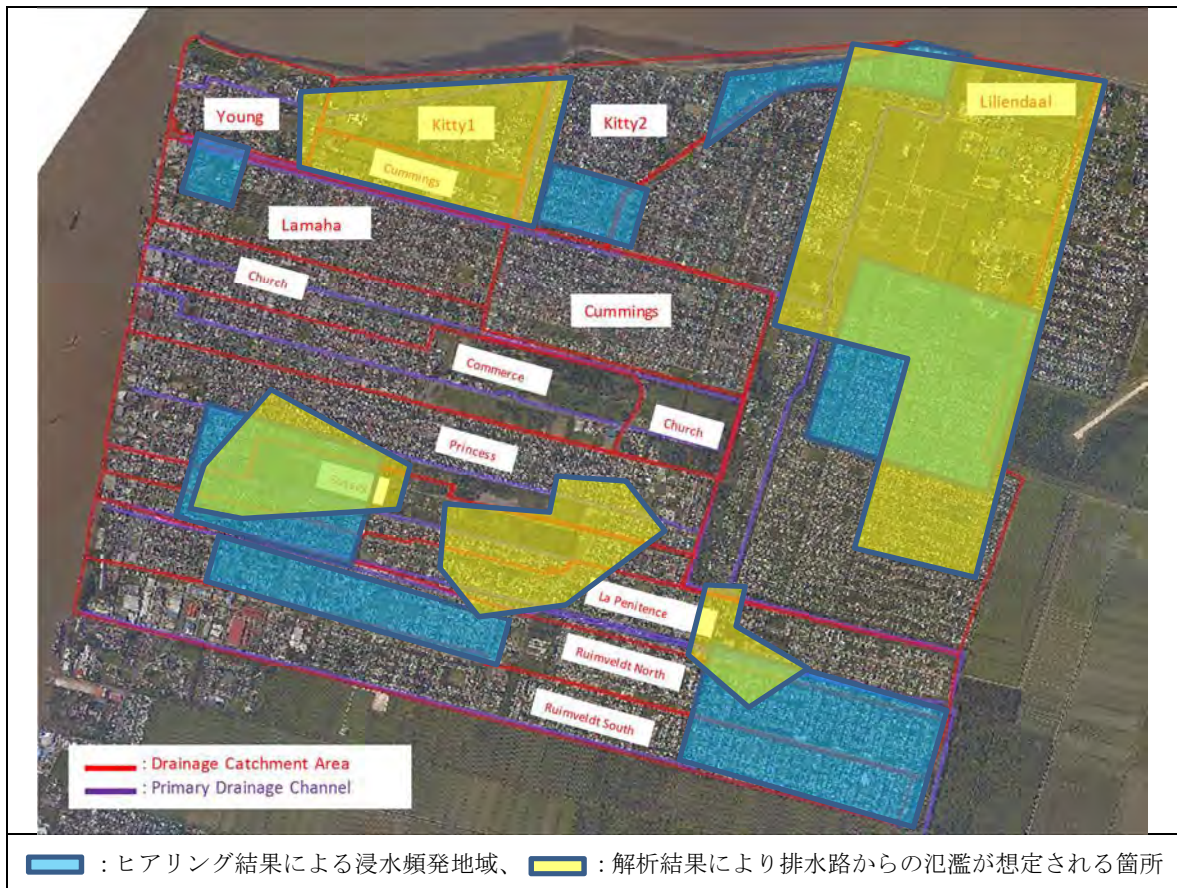 Young
Kitty1
Kitty2
Liliendaal
Cummings
Lamaha
Church
Cummings
Commerce
Church
Princess
La Penitence
Ruimveldt North
Ruimveldt South
: Drainage Catchment Area
: Primary Drainage Channel
：ヒアリング結果による浸水頻発地域、 ：解析結果により排水路からの氾濫が想定される箇所